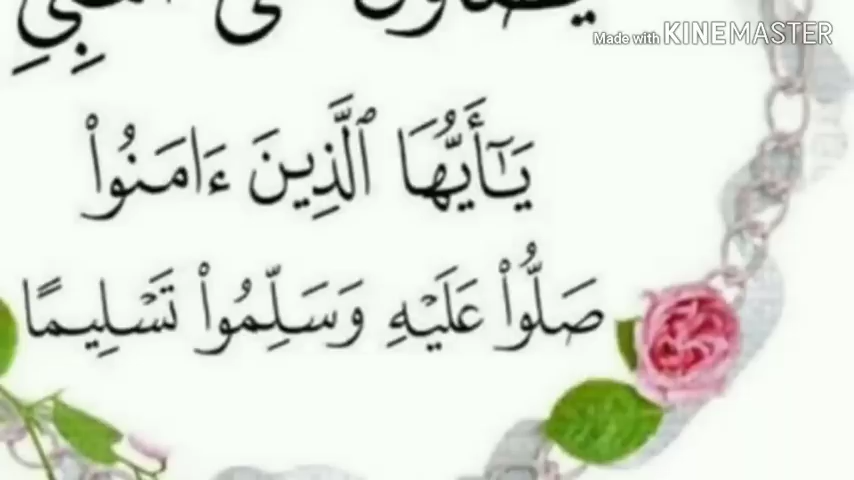 Made with KINEMASTER
يَـٰٓأَيُّهَا ٱلَّذِينَ ءَامَنُوا۟
صَلُّوا۟ عَلَيْهِ وَسَلِّمُوا۟ تَسْلِيمًا